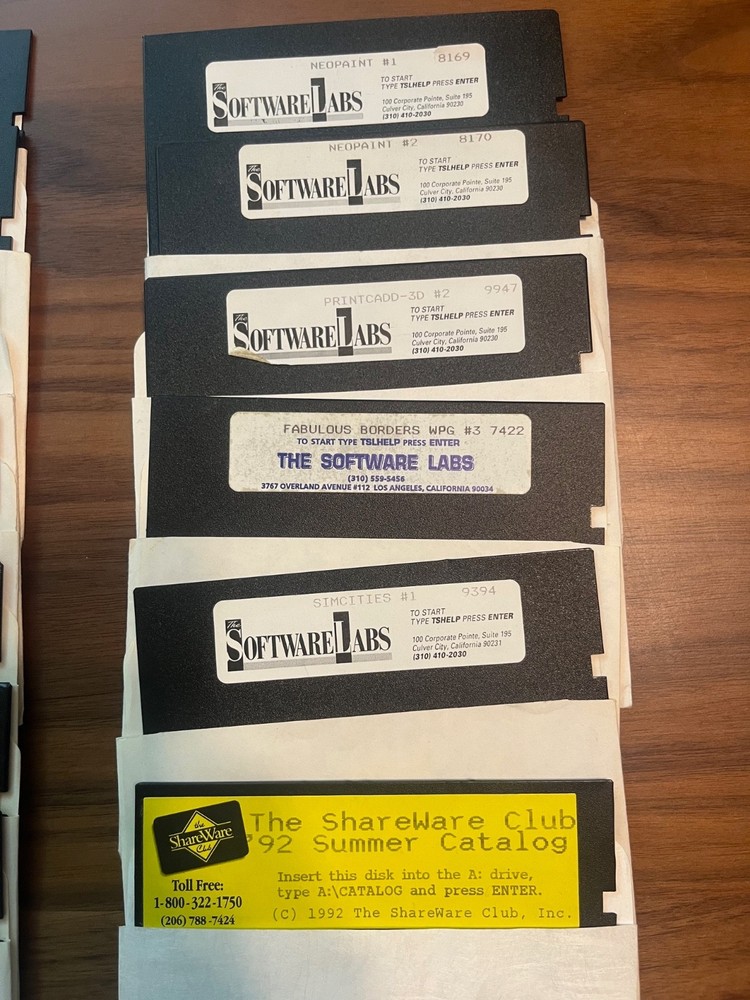 NEOPAINT #1 8169
The SOFTWARE LABS
TO START
TYPE TSLHELP PRESS ENTER
100 Corporate Pointe, Suite 195
Culver City, California 90230
(310) 410-2030
NEOPAINT #2 8170
The SOFTWARE LABS
TO START
TYPE TSLHELP PRESS ENTER
100 Corporate Pointe, Suite 195
Culver City, California 90230
(310) 410-2030
PRINTCADD-3D #2 9947
The SOFTWARE LABS
TO START
TYPE TSLHELP PRESS ENTER
100 Corporate Pointe, Suite 195
Culver City, California 90230
(310) 410-2030
FABULOUS BORDERS WPG #3 7422
TO START TYPE TSLHELP PRESS ENTER
THE SOFTWARE LABS
(310) 559-5456
3767 OVERLAND AVENUE #112 LOS ANGELES, CALIFORNIA 90034
SIMCITIES #1 9394
The SOFTWARE LABS
TO START
TYPE TSHELP PRESS ENTER
100 Corporate Pointe, Suite 195
Culver City, California 90231
(310) 410-2030
the ShareWare Club
Toll Free:
1-800-322-1750
(206) 788-7424
The ShareWare Club
'92 Summer Catalog
Insert this disk into the A: drive,
type A:\CATALOG and press ENTER.
(C) 1992 The ShareWare Club, Inc.